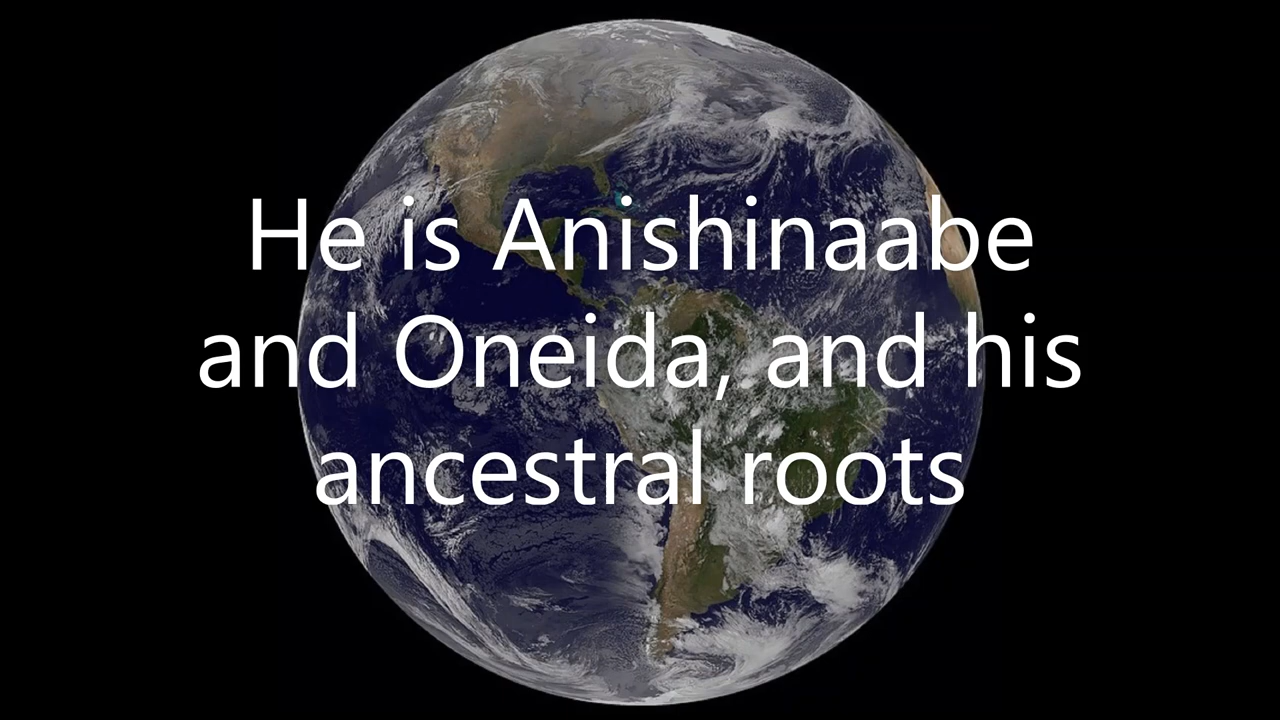 He is Anishinaabe
and Oneida, and his
ancestral roots